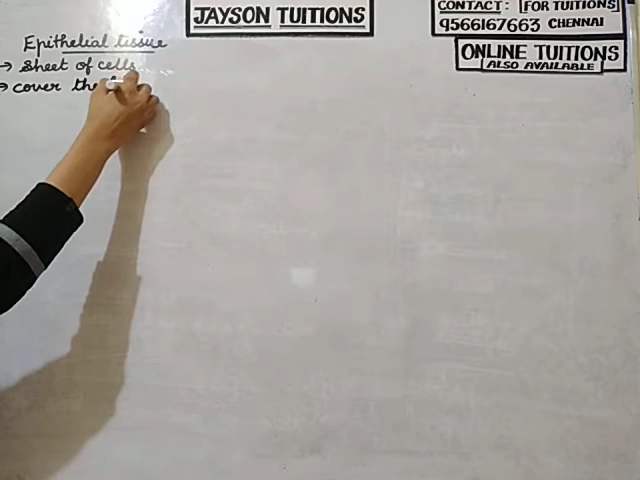 JAYSON TUITIONS
CONTACT: FOR TUITIONS
9566167663 CHENNAI
ONLINE TUITIONS
ALSO AVAILABLE
Epithelial tissue
→ Sheet of cells
→ cover the